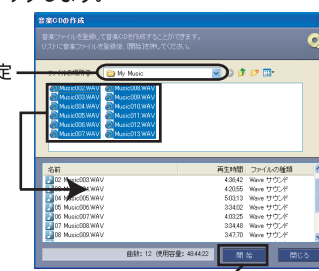 します。
音楽CDの作成
音楽ファイルを登録して音楽CDを作成することができます。
リストに音楽ファイルを登録後、[開始]を押してください。
定
My Music
Music002.WAV Music008.WAV
Music003.WAV Music009.WAV
Music004.WAV Music010.WAV
Music005.WAV Music011.WAV
Music006.WAV Music012.WAV
Music007.WAV Music013.WAV
名前 再生時間 ファイルの種類
02 Music003.WAV 4:36:42 Wave サウンド
4:20:55 Wave サウンド
04 Music005.WAV 5:03:13 Wave サウンド
05 Music006.WAV 3:34:02 Wave サウンド
06 Music007.WAV 4:03:25 Wave サウンド
07 Music008.WAV 3:34:48 Wave サウンド
08 Music009.WAV 3:47:70 Wave サウンド
曲数: 12 使用容量: 48:44:22 開始 閉じる